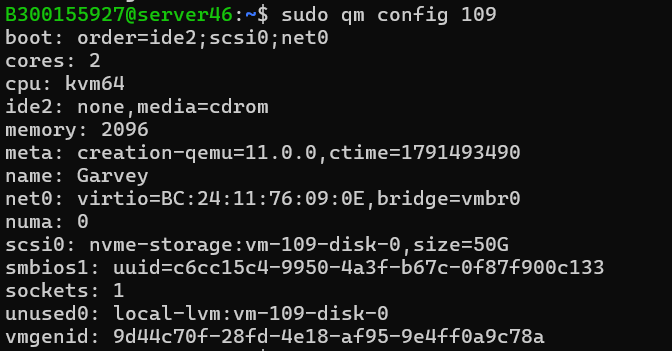 B300155927@server46:~$ sudo qm config 109
boot: order=ide2;scsi0;net0
cores: 2
cpu: kvm64
ide2: none,media=cdrom
memory: 2096
meta: creation-qemu=11.0.0,ctime=1791493490
name: Garvey
net0: virtio=BC:24:11:76:09:0E,bridge=vmbr0
numa: 0
scsi0: nvme-storage:vm-109-disk-0,size=50G
smbios1: uuid=c6cc15c4-9950-4a3f-b67c-0f87f900c133
sockets: 1
unused0: local-lvm:vm-109-disk-0
vmgenid: 9d44c70f-28fd-4e18-af95-9e4ff0a9c78a